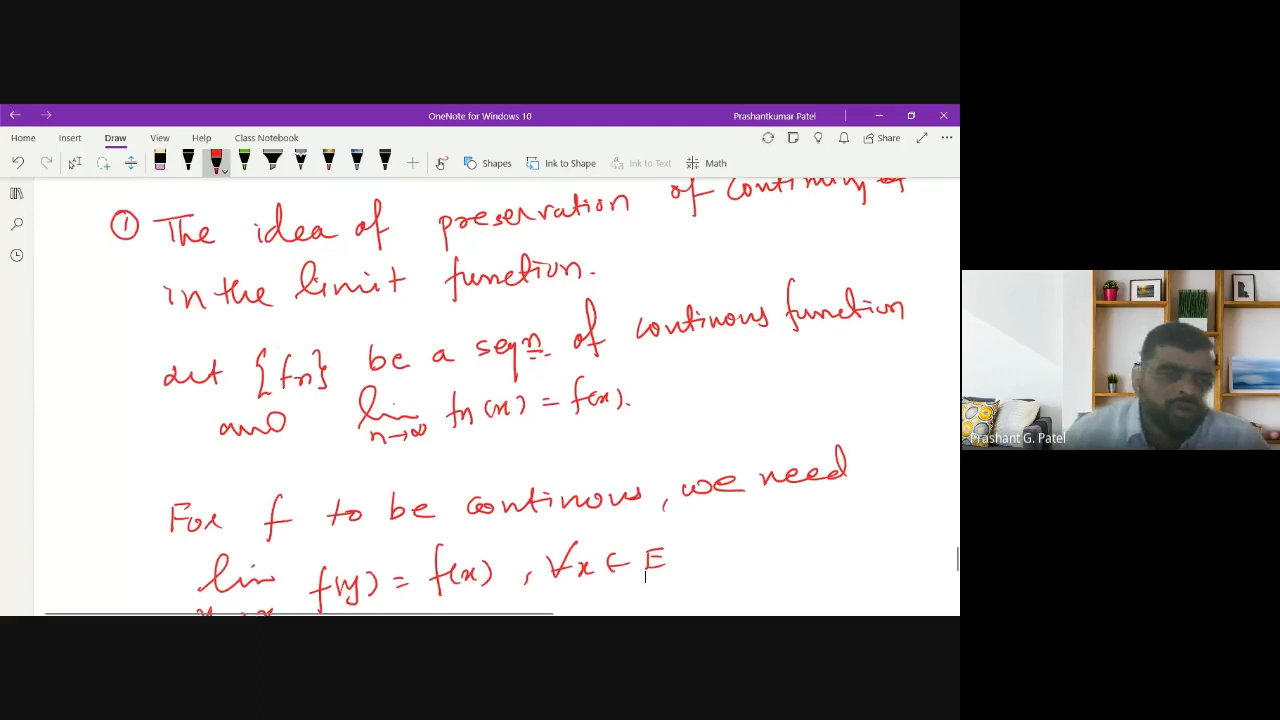 OneNote for Windows 10
Prashantkumar Patel
Home Insert Draw View Help Class Notebook
Share
Shapes Ink to Shape Ink to Text Math
① The idea of preservation of continuity of
in the limit function.
Let {fn} be a seqn of continous function
and lim n→∞ fn(x) = f(x).
For f to be continous, we need
lim y→x f(y) = f(x), ∀x ∈ E
Prashant G. Patel